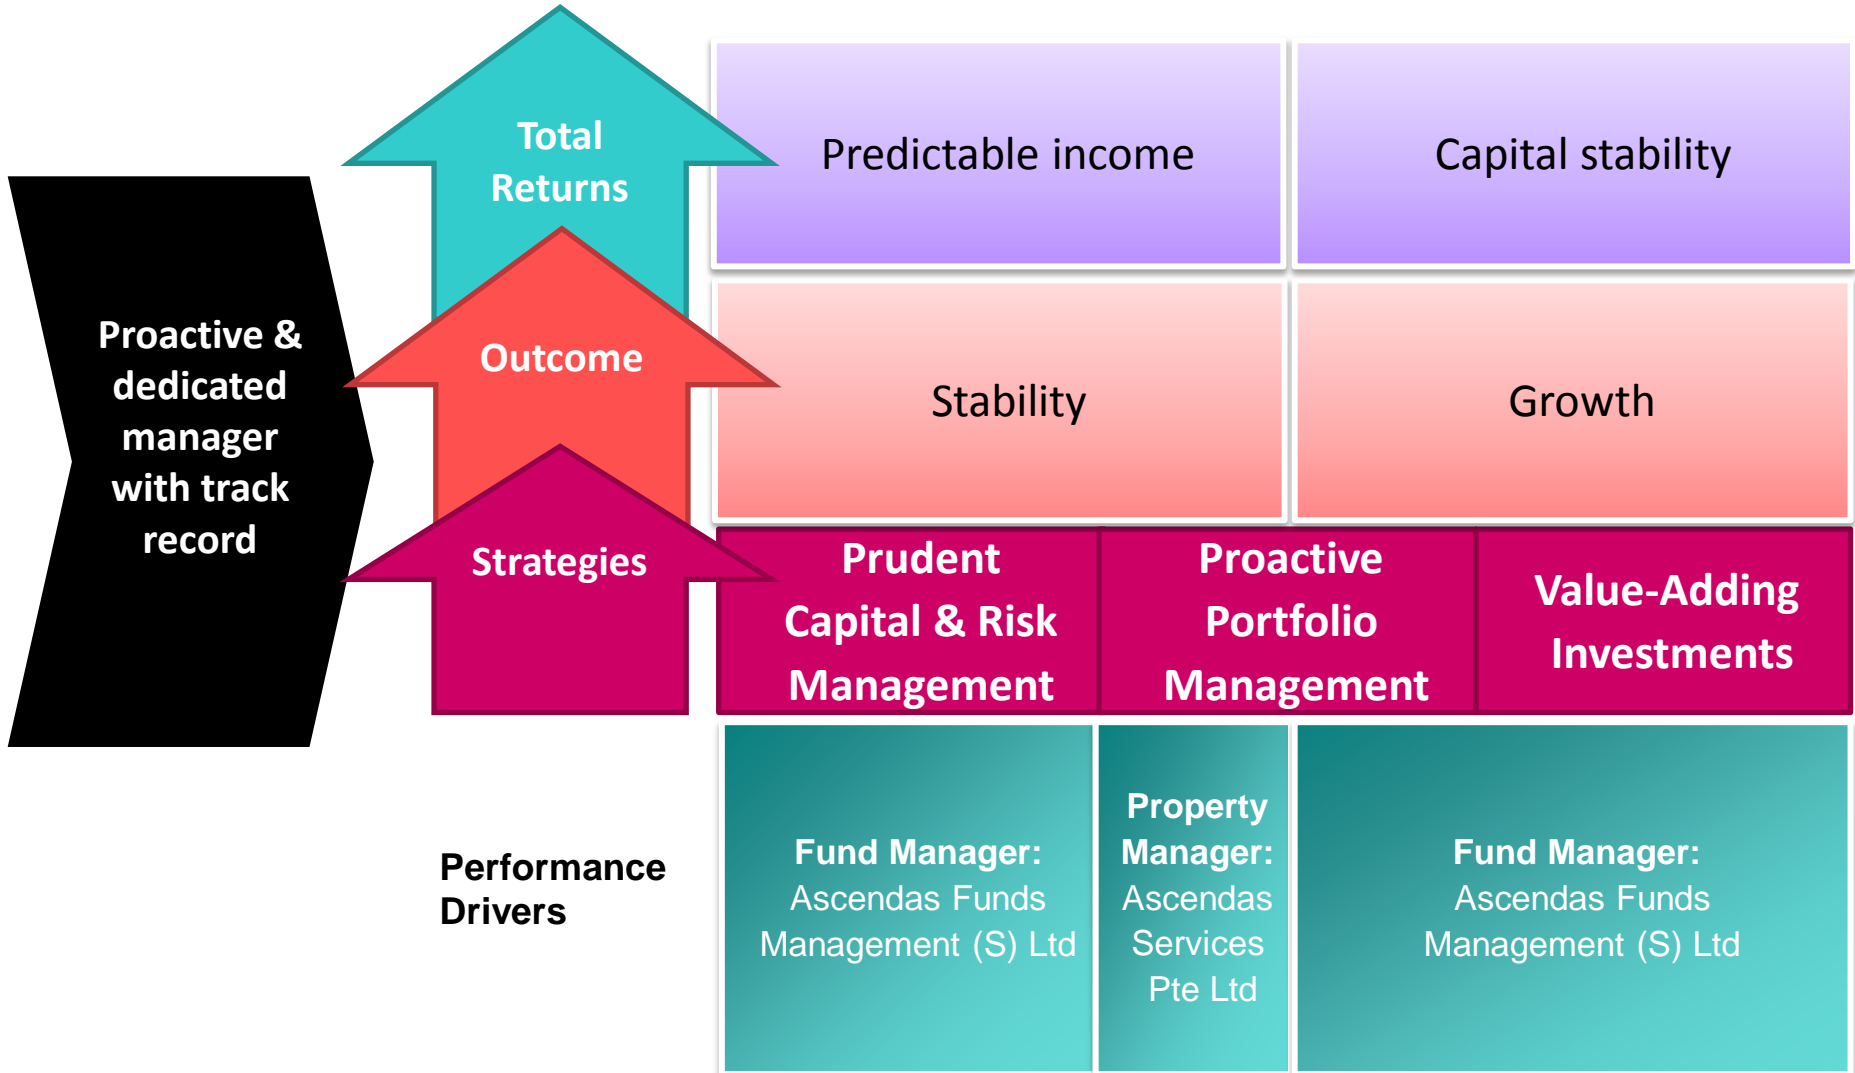 Proactive &
dedicated
manager
with track
record
Total
Returns
Predictable income
Capital stability
Outcome
Stability
Growth
Strategies
Prudent
Capital & Risk
Management
Proactive
Portfolio
Management
Value-Adding
Investments
Performance
Drivers
Fund Manager:
Ascendas Funds
Management (S) Ltd
Property
Manager:
Ascendas
Services
Pte Ltd
Fund Manager:
Ascendas Funds
Management (S) Ltd